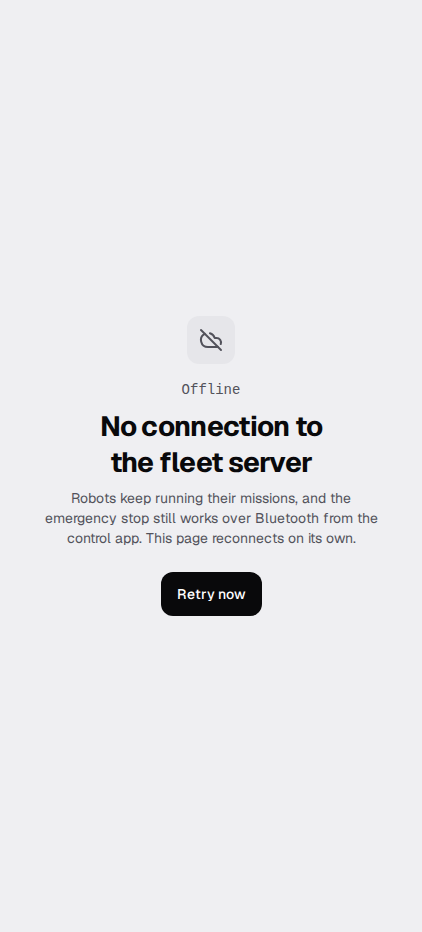 Offline
No connection to
the fleet server
Robots keep running their missions, and the
emergency stop still works over Bluetooth from the
control app. This page reconnects on its own.
Retry now